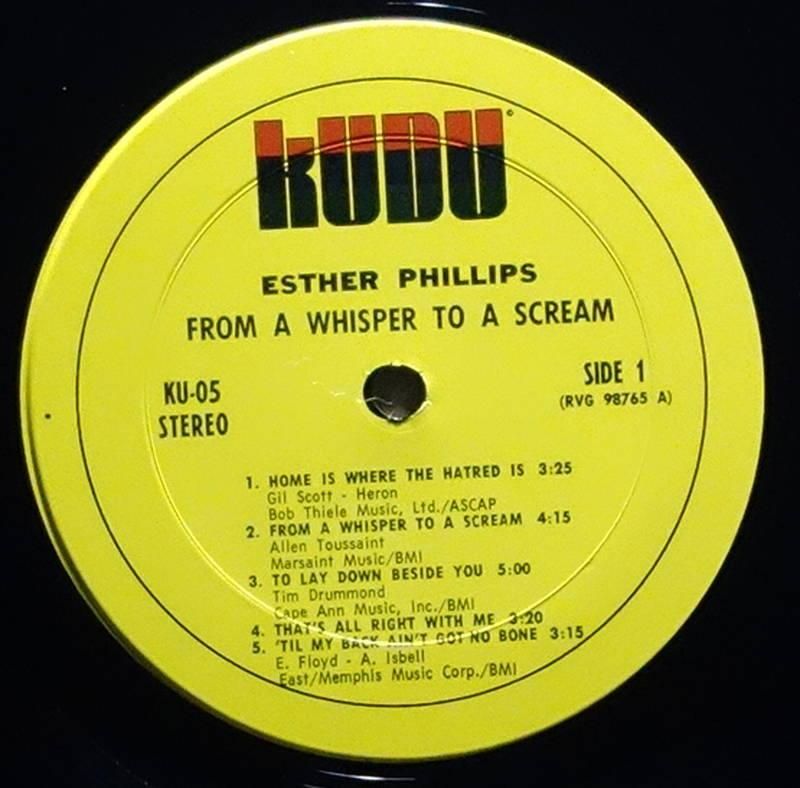 kUDU
ESTHER PHILLIPS
FROM A WHISPER TO A SCREAM
KU-05
STEREO
SIDE 1
(RVG 98765 A)
1. HOME IS WHERE THE HATRED IS 3:25
Gil Scott - Heron
Bob Thiele Music, Ltd./ASCAP
2. FROM A WHISPER TO A SCREAM 4:15
Allen Toussaint
Marsaint Music/BMI
3. TO LAY DOWN BESIDE YOU 5:00
Tim Drummond
Cape Ann Music, Inc./BMI
4. THAT'S ALL RIGHT WITH ME 3:20
5. 'TIL MY BACK AIN'T GOT NO BONE 3:15
E. Floyd - A. Isbell
East/Memphis Music Corp./BMI